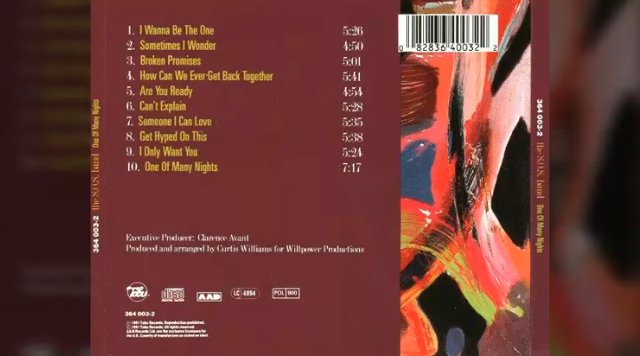 1. I Wanna Be The One 5:26
2. Sometimes I Wonder 4:50
3. Broken Promises 5:01
4. How Can We Ever Get Back Together 5:41
5. Are You Ready 4:54
6. Can't Explain 5:28
7. Someone I Can Love 5:35
8. Get Hyped On This 5:38
9. I Only Want You 5:24
10. One Of Many Nights 7:17
Executive Producer: Clarence Avant
Produced and arranged by Curtis Williams for Willpower Productions
AAD
LC 4894
POL 900
364 003-2
0 82836 40032 2
364 003-2 the S.O.S. band One Of Many Nights
364 003-2 the S.O.S. band One Of Many Nights